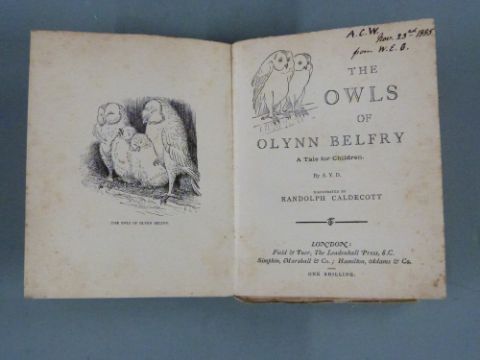 THE OWLS OF OLYNN BELFRY.
A.C.W. Nov. 23rd 1885
from W.E.G.
THE
OWLS
OF
OLYNN BELFRY
A Tale for Children.
By S. Y. D.
ILLUSTRATED BY
RANDOLPH CALDECOTT
LONDON:
Field & Tuer, The Leadenhall Press, E.C.
Simpkin, Marshall & Co.; Hamilton, Adams & Co.
ONE SHILLING.